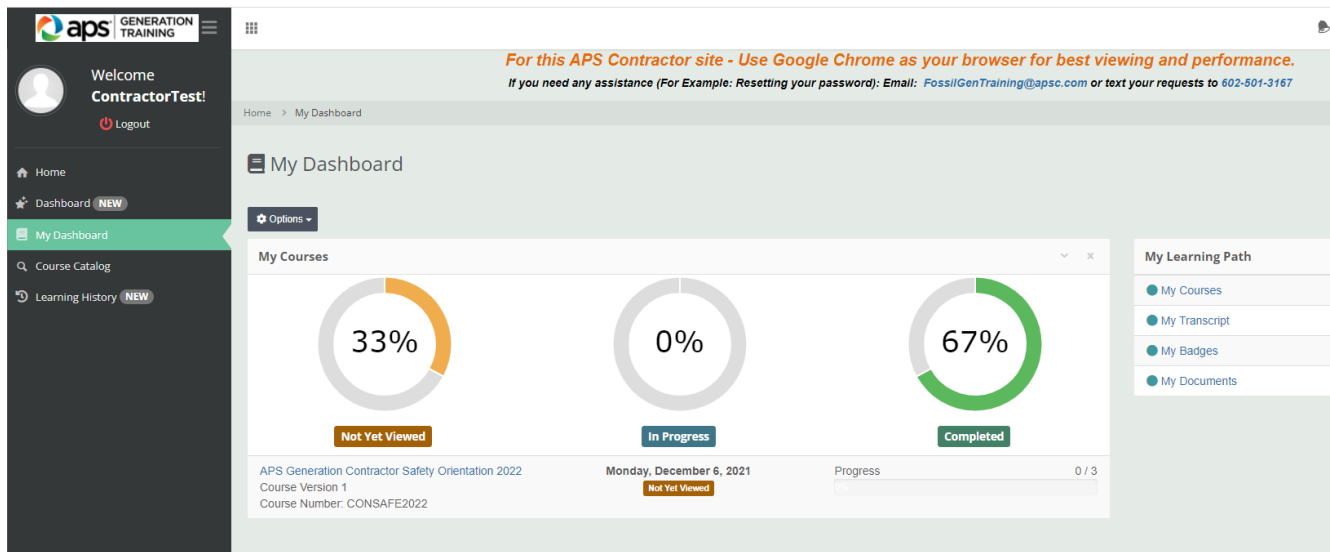 aps GENERATION TRAINING
For this APS Contractor site - Use Google Chrome as your browser for best viewing and performance.
If you need any assistance (For Example: Resetting your password): Email: FossilGenTraining@apsc.com or text your requests to 602-501-3167
Welcome
ContractorTest!
Logout
Home > My Dashboard
Home
Dashboard NEW
My Dashboard
Course Catalog
Learning History NEW
My Dashboard
Options
My Courses
33%
0%
67%
Not Yet Viewed
In Progress
Completed
APS Generation Contractor Safety Orientation 2022
Course Version 1
Course Number: CONSAFE2022
Monday, December 6, 2021
Not Yet Viewed
Progress 0 / 3
0%
My Learning Path
My Courses
My Transcript
My Badges
My Documents